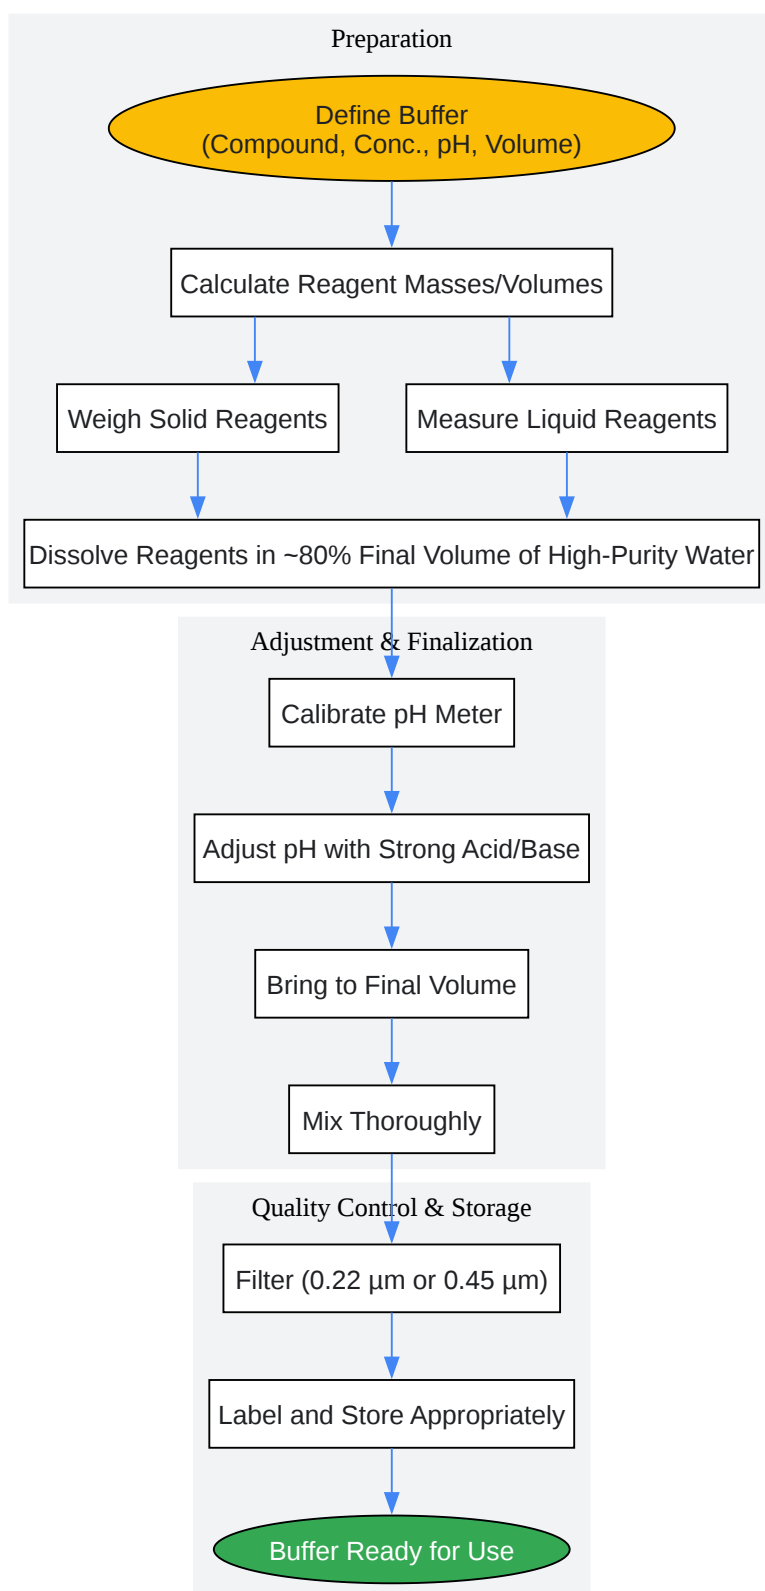 Preparation
Define Buffer
(Compound, Conc., pH, Volume)
Calculate Reagent Masses/Volumes
Weigh Solid Reagents
Measure Liquid Reagents
Dissolve Reagents in ~80% Final Volume of High-Purity Water
Adjustment & Finalization
Calibrate pH Meter
Adjust pH with Strong Acid/Base
Bring to Final Volume
Mix Thoroughly
Quality Control & Storage
Filter (0.22 µm or 0.45 µm)
Label and Store Appropriately
Buffer Ready for Use